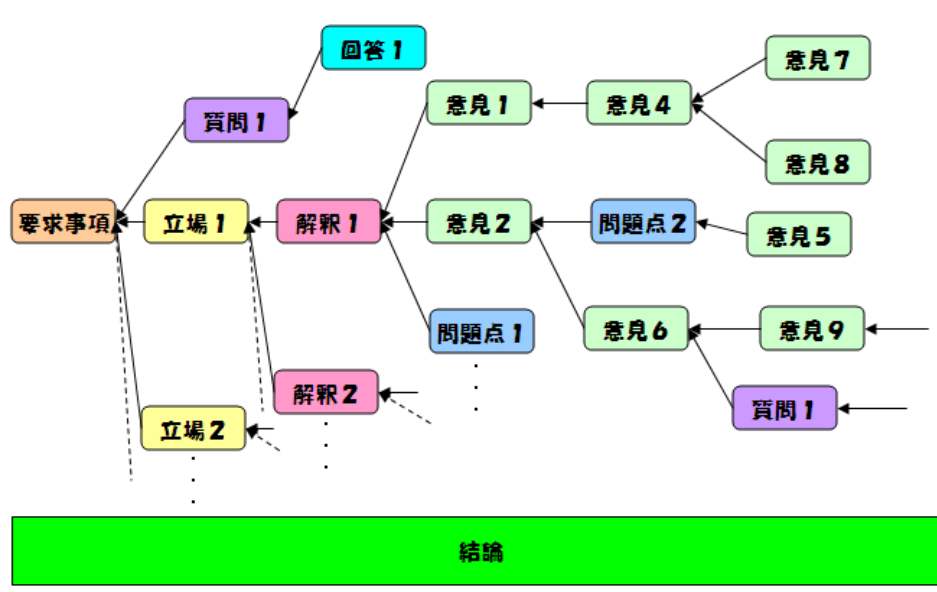 回答1
意見7
意見1
意見4
質問1
意見8
要求事項
立場1
解釈1
意見2
問題点2
意見5
問題点1
意見6
意見9
解釈2
質問1
立場2
結論